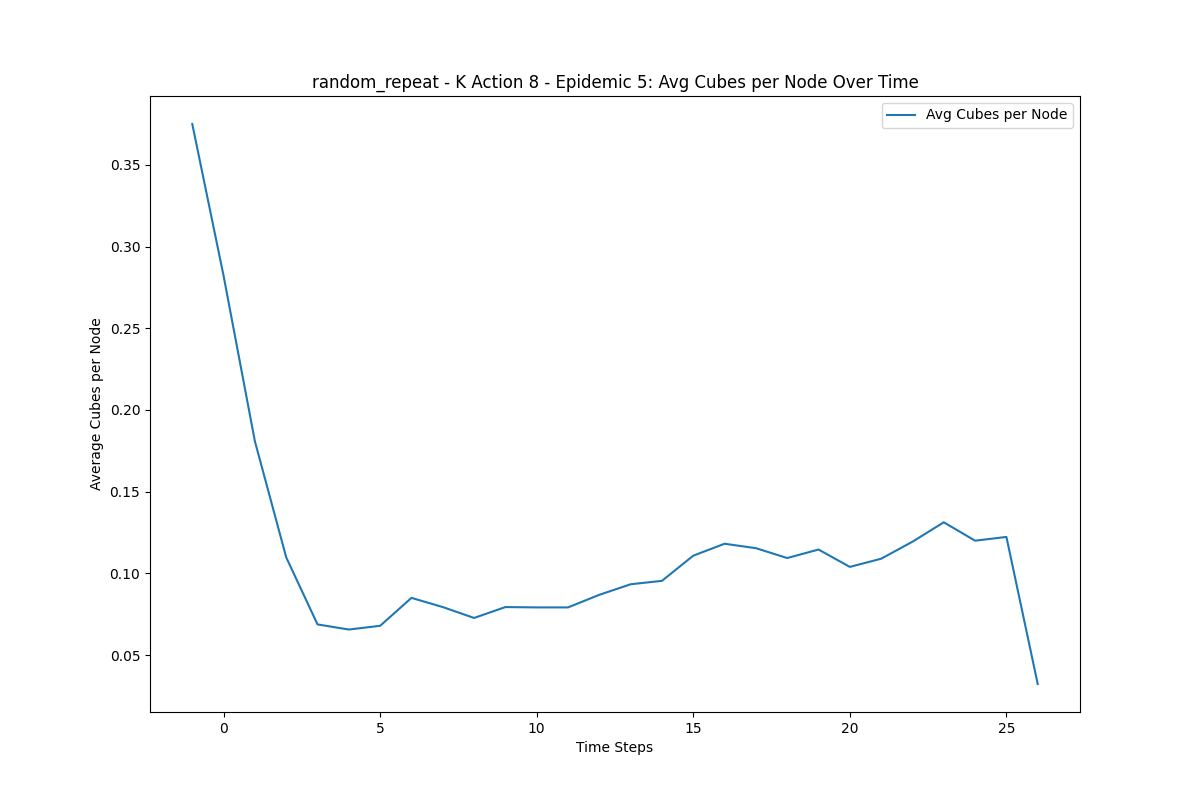 random_repeat - K Action 8 - Epidemic 5: Avg Cubes per Node Over Time
Avg Cubes per Node
Average Cubes per Node
0.35
0.30
0.25
0.20
0.15
0.10
0.05
0 5 10 15 20 25
Time Steps